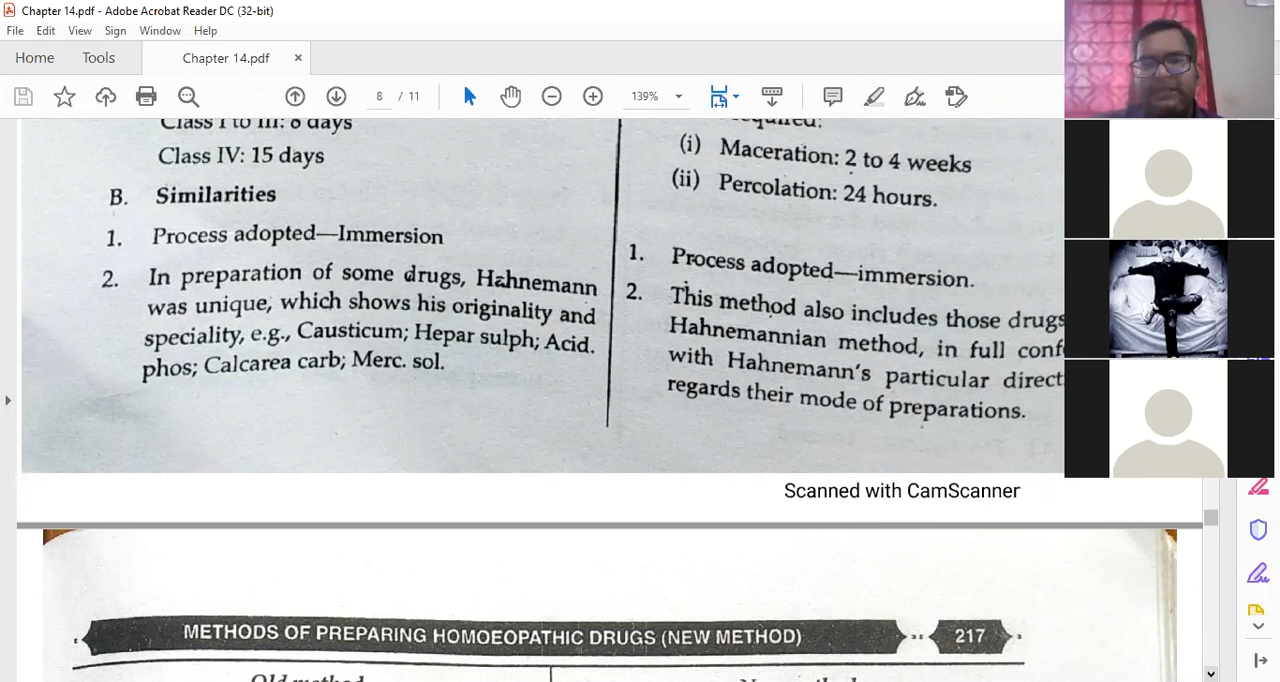 Chapter 14.pdf - Adobe Acrobat Reader DC (32-bit)
File Edit View Sign Window Help
Home Tools Chapter 14.pdf ×
8 / 11 139%
Class I to III: 8 days
Class IV: 15 days
B. Similarities
1. Process adopted—Immersion
2. In preparation of some drugs, Hahnemann
was unique, which shows his originality and
speciality, e.g., Causticum; Hepar sulph; Acid.
phos; Calcarea carb; Merc. sol.
(i) Maceration: 2 to 4 weeks
(ii) Percolation: 24 hours.
1. Process adopted—immersion.
2. This method also includes those drugs
Hahnemannian method, in full conf
with Hahnemann's particular direct
regards their mode of preparations.
Scanned with CamScanner
METHODS OF PREPARING HOMOEOPATHIC DRUGS (NEW METHOD) 217
Old method